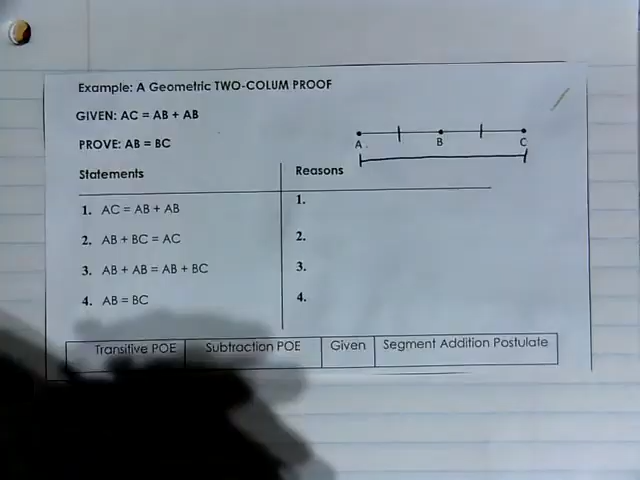 Example: A Geometric TWO-COLUM PROOF
GIVEN: AC = AB + AB
PROVE: AB = BC
A B C
Statements Reasons
1. AC = AB + AB 1.
2. AB + BC = AC 2.
3. AB + AB = AB + BC 3.
4. AB = BC 4.
Transitive POE Subtraction POE Given Segment Addition Postulate